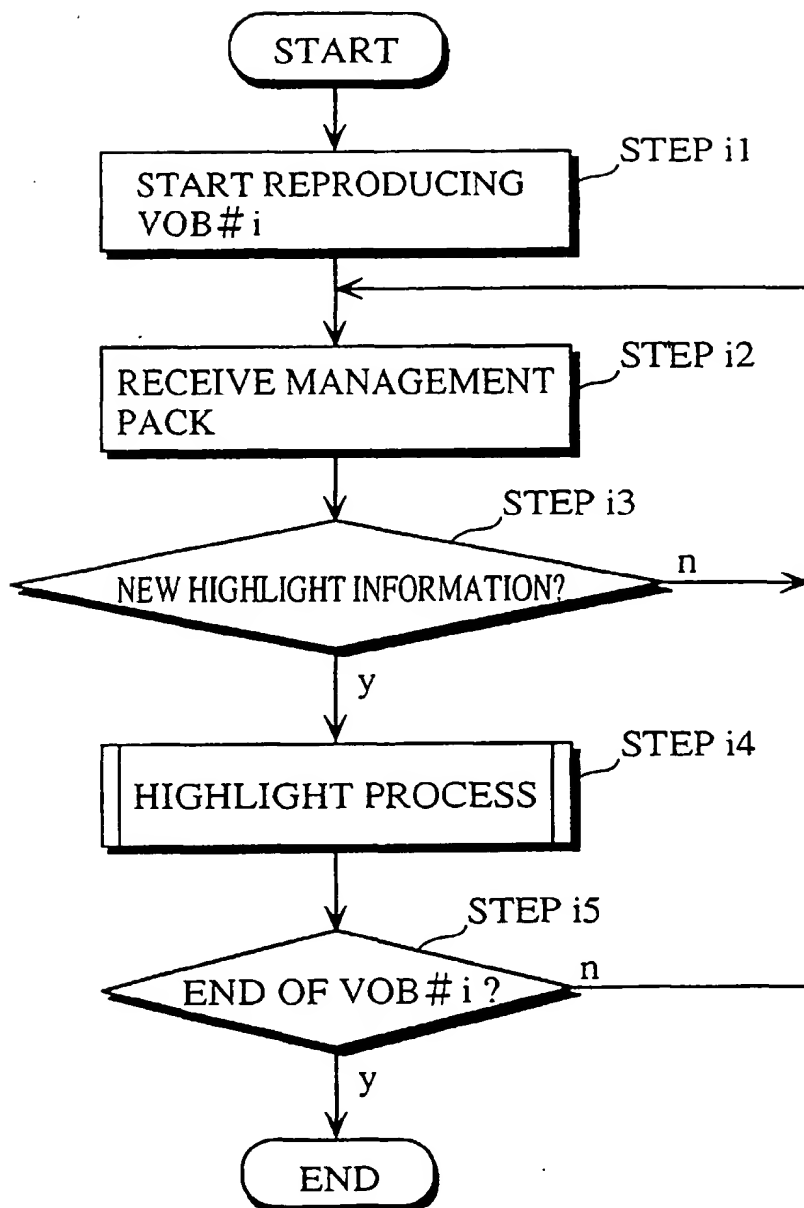 START
STEP i1
START REPRODUCING
VOB# i
STEP i2
RECEIVE MANAGEMENT
PACK
STEP i3
NEW HIGHLIGHT INFORMATION?
n
y
STEP i4
HIGHLIGHT PROCESS
STEP i5
END OF VOB# i ?
n
y
END